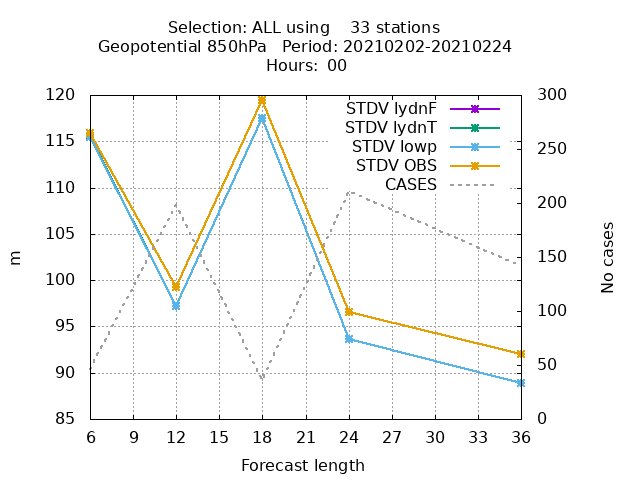 Selection: ALL using    33 stations
Geopotential 850hPa   Period: 20210202-20210224
Hours: 00
120 300
STDV lydnF
STDV lydnT
STDV lowp
STDV OBS
CASES
115 250
110 200
105 150
100 100
95 50
90 0
85
m
No cases
6 9 12 15 18 21 24 27 30 33 36
Forecast length